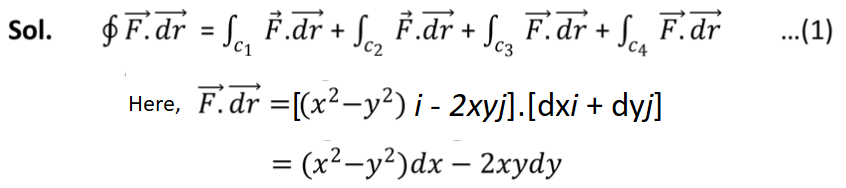 Sol. ∮ F⃗. dr⃗ = ∫c₁ F⃗.dr⃗ + ∫c₂ F⃗.dr⃗ + ∫c₃ F⃗. dr⃗ + ∫c₄ F⃗. dr⃗ ...(1)
Here, F⃗. dr⃗ =[(x²−y²) i - 2xyj].[dxi + dyj]
= (x²−y²)dx − 2xydy